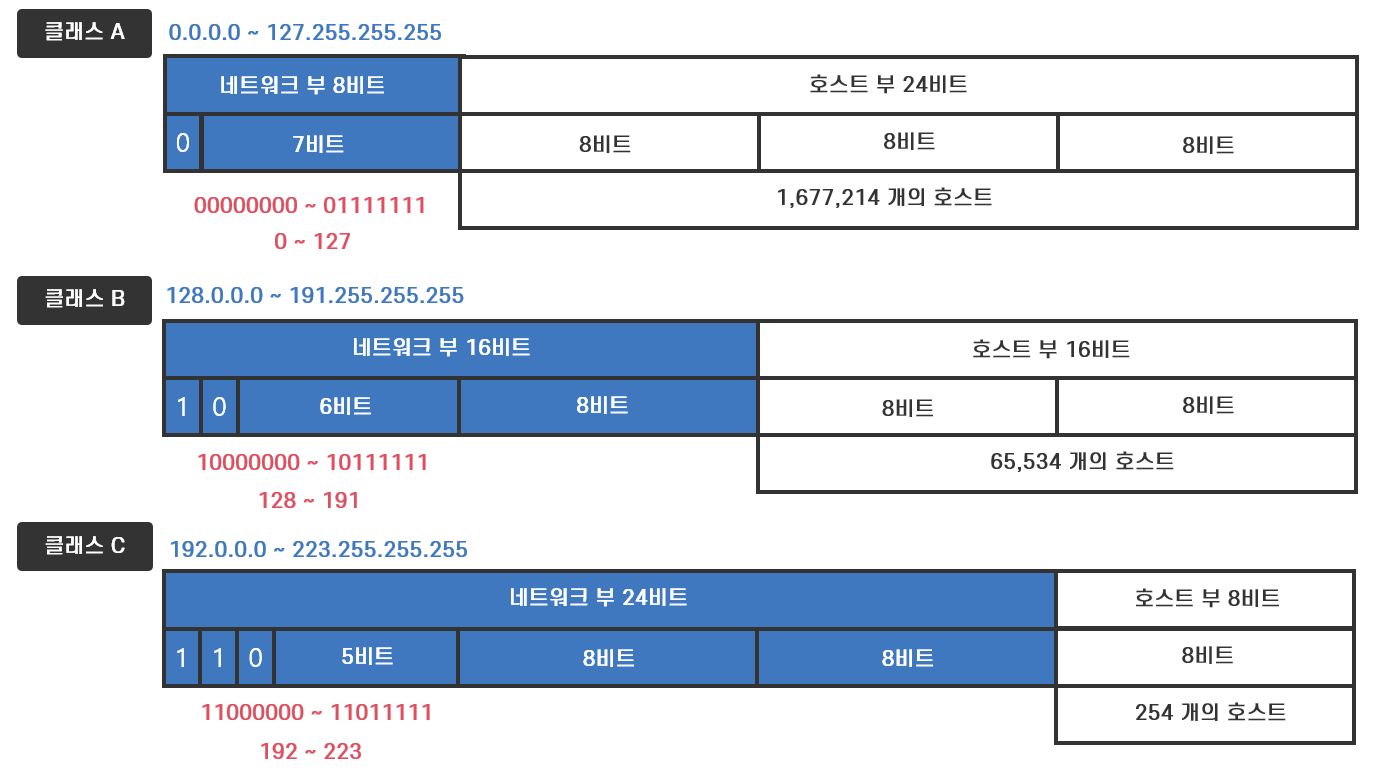 클래스 A
0.0.0.0 ~ 127.255.255.255
네트워크 부 8비트
호스트 부 24비트
0
7비트
8비트
8비트
8비트
00000000 ~ 01111111
0 ~ 127
1,677,214 개의 호스트
클래스 B
128.0.0.0 ~ 191.255.255.255
네트워크 부 16비트
호스트 부 16비트
1
0
6비트
8비트
8비트
8비트
10000000 ~ 10111111
128 ~ 191
65,534 개의 호스트
클래스 C
192.0.0.0 ~ 223.255.255.255
네트워크 부 24비트
호스트 부 8비트
1
1
0
5비트
8비트
8비트
8비트
11000000 ~ 11011111
192 ~ 223
254 개의 호스트